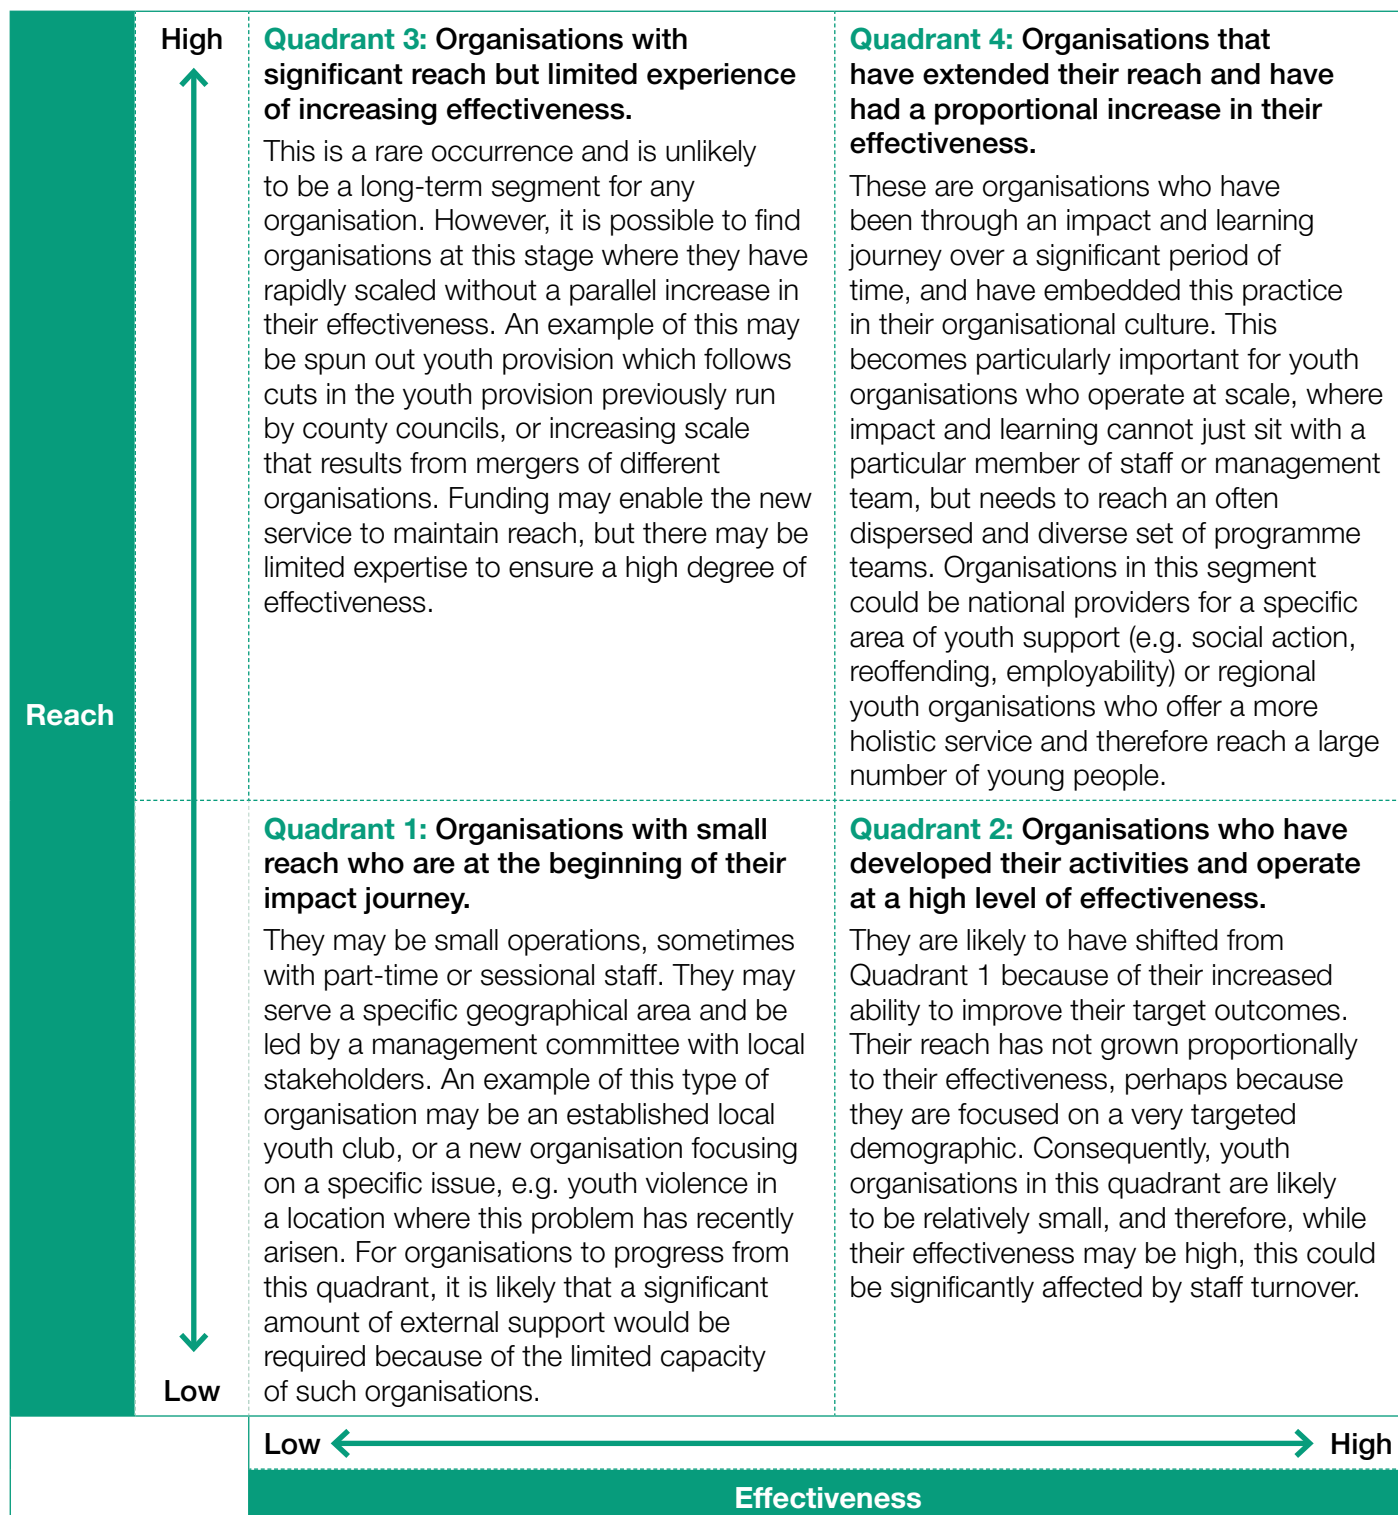 Reach
High
Quadrant 3: Organisations with
significant reach but limited experience
of increasing effectiveness.
This is a rare occurrence and is unlikely
to be a long-term segment for any
organisation. However, it is possible to find
organisations at this stage where they have
rapidly scaled without a parallel increase in
their effectiveness. An example of this may
be spun out youth provision which follows
cuts in the youth provision previously run
by county councils, or increasing scale
that results from mergers of different
organisations. Funding may enable the new
service to maintain reach, but there may be
limited expertise to ensure a high degree of
effectiveness.
Quadrant 4: Organisations that
have extended their reach and have
had a proportional increase in their
effectiveness.
These are organisations who have
been through an impact and learning
journey over a significant period of
time, and have embedded this practice
in their organisational culture. This
becomes particularly important for youth
organisations who operate at scale, where
impact and learning cannot just sit with a
particular member of staff or management
team, but needs to reach an often
dispersed and diverse set of programme
teams. Organisations in this segment
could be national providers for a specific
area of youth support (e.g. social action,
reoffending, employability) or regional
youth organisations who offer a more
holistic service and therefore reach a large
number of young people.
Quadrant 1: Organisations with small
reach who are at the beginning of their
impact journey.
They may be small operations, sometimes
with part-time or sessional staff. They may
serve a specific geographical area and be
led by a management committee with local
stakeholders. An example of this type of
organisation may be an established local
youth club, or a new organisation focusing
on a specific issue, e.g. youth violence in
a location where this problem has recently
arisen. For organisations to progress from
this quadrant, it is likely that a significant
amount of external support would be
required because of the limited capacity
of such organisations.
Quadrant 2: Organisations who have
developed their activities and operate
at a high level of effectiveness.
They are likely to have shifted from
Quadrant 1 because of their increased
ability to improve their target outcomes.
Their reach has not grown proportionally
to their effectiveness, perhaps because
they are focused on a very targeted
demographic. Consequently, youth
organisations in this quadrant are likely
to be relatively small, and therefore, while
their effectiveness may be high, this could
be significantly affected by staff turnover.
Low
Low
High
Effectiveness